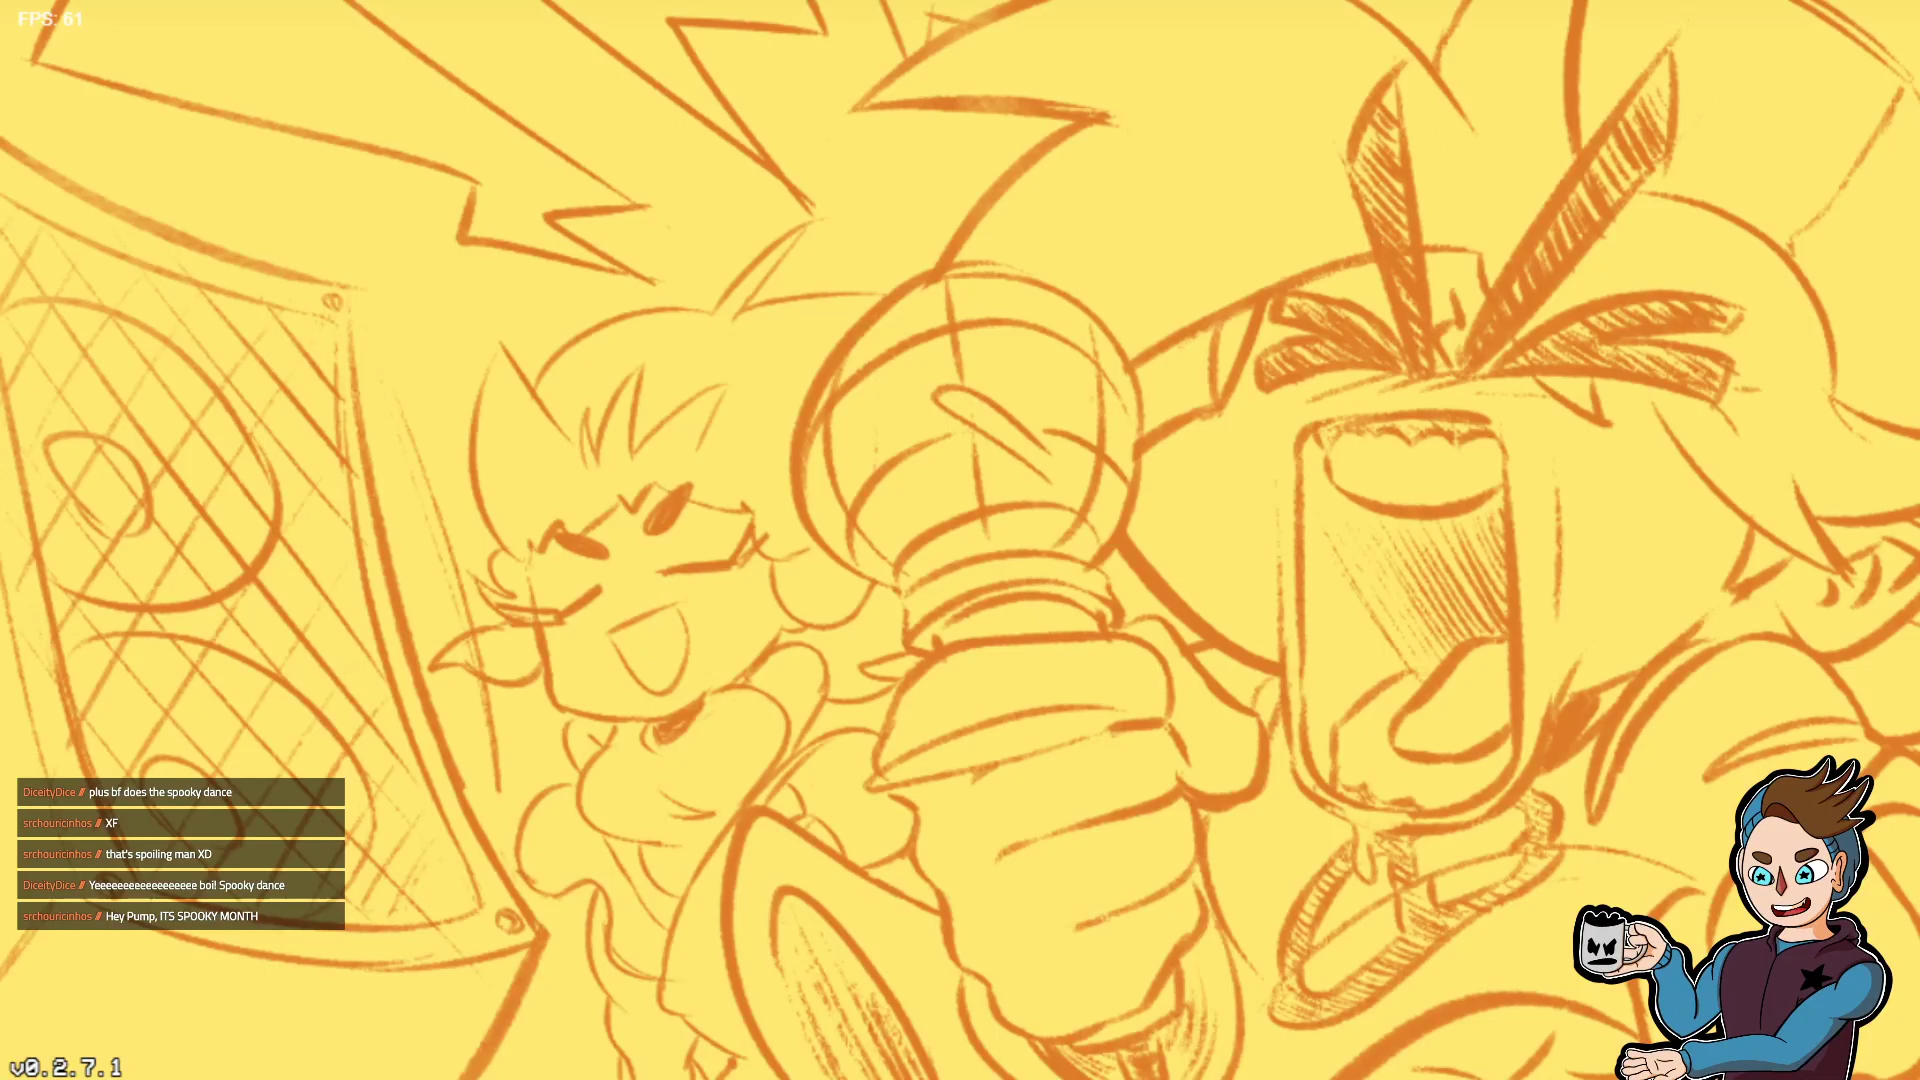 FPS: 61
DiceityDice // plus bf does the spooky dance
srchouricinhos // XF
srchouricinhos // that's spoiling man XD
DiceityDice // Yeeeeeeeeeeeeeeeeee boi! Spooky dance
srchouricinhos // Hey Pump, ITS SPOOKY MONTH
v0.2.7.1